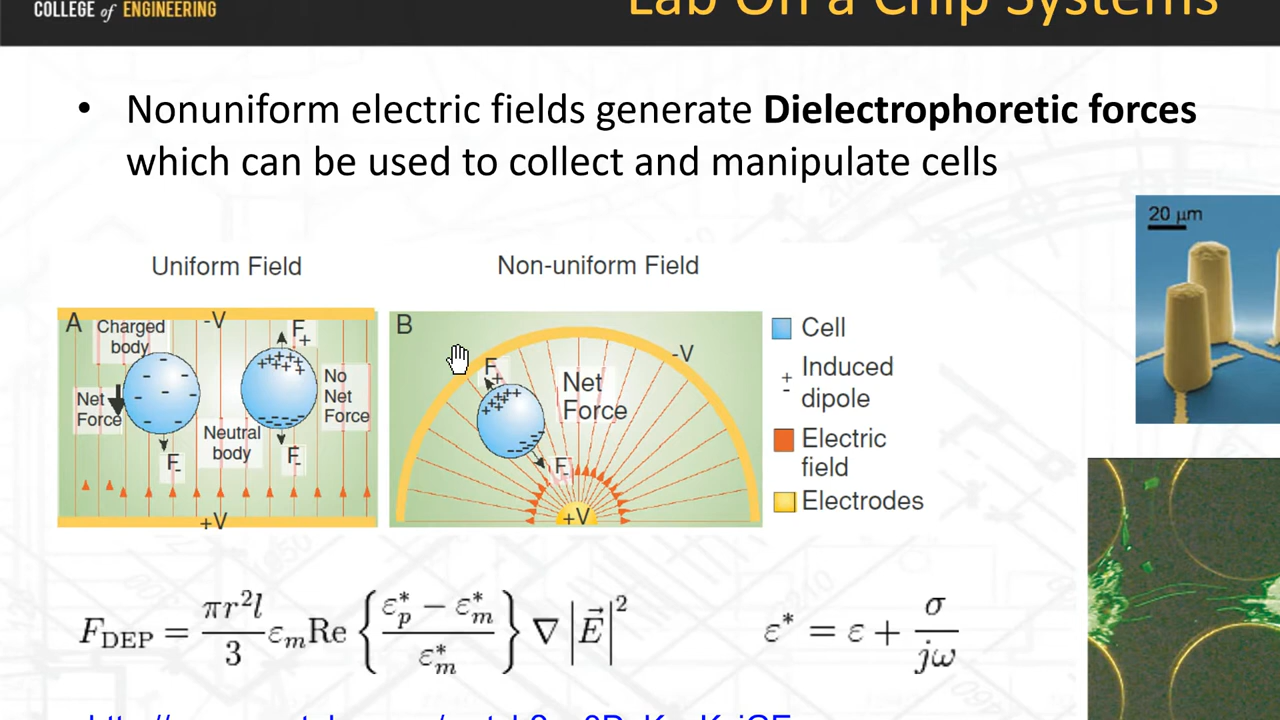 COLLEGE of ENGINEERING
Lab On a Chip Systems
• Nonuniform electric fields generate Dielectrophoretic forces
which can be used to collect and manipulate cells
20 μm
Uniform Field
Non-uniform Field
A
Charged
body
-V
F+
Net
Force
No
Net
Force
Neutral
body
F-
F-
+V
B
-V
F+
Net
Force
F-
+V
Cell
+
-
Induced
dipole
Electric
field
Electrodes
F_DEP = πr²l/3 ε_m Re { (ε*_p − ε*_m) / ε*_m } ∇ |E⃗|²
ε* = ε + σ/jω